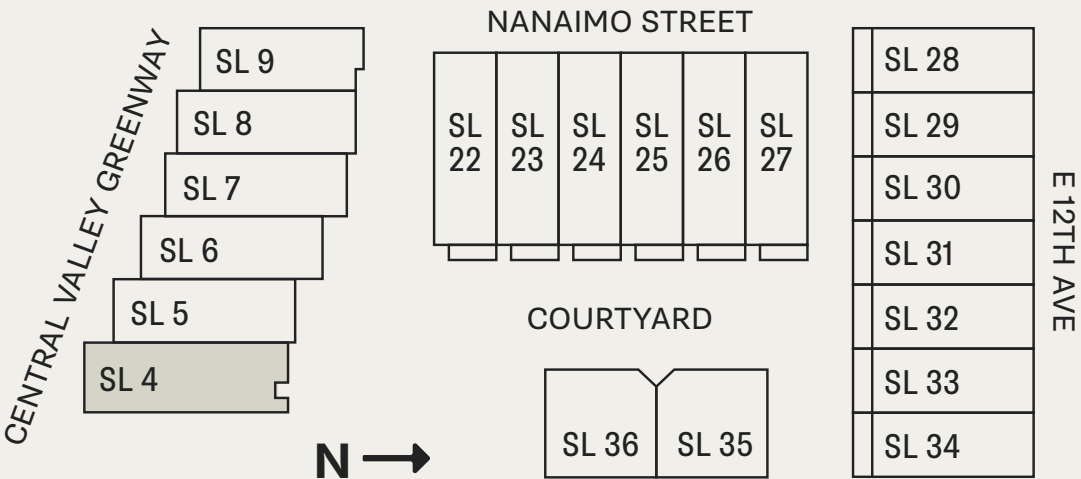 NANAIMO STREET
CENTRAL VALLEY GREENWAY
SL 9
SL 8
SL 7
SL 6
SL 5
SL 4
SL
22
SL
23
SL
24
SL
25
SL
26
SL
27
COURTYARD
SL 36
SL 35
SL 28
SL 29
SL 30
SL 31
SL 32
SL 33
SL 34
E 12TH AVE
N